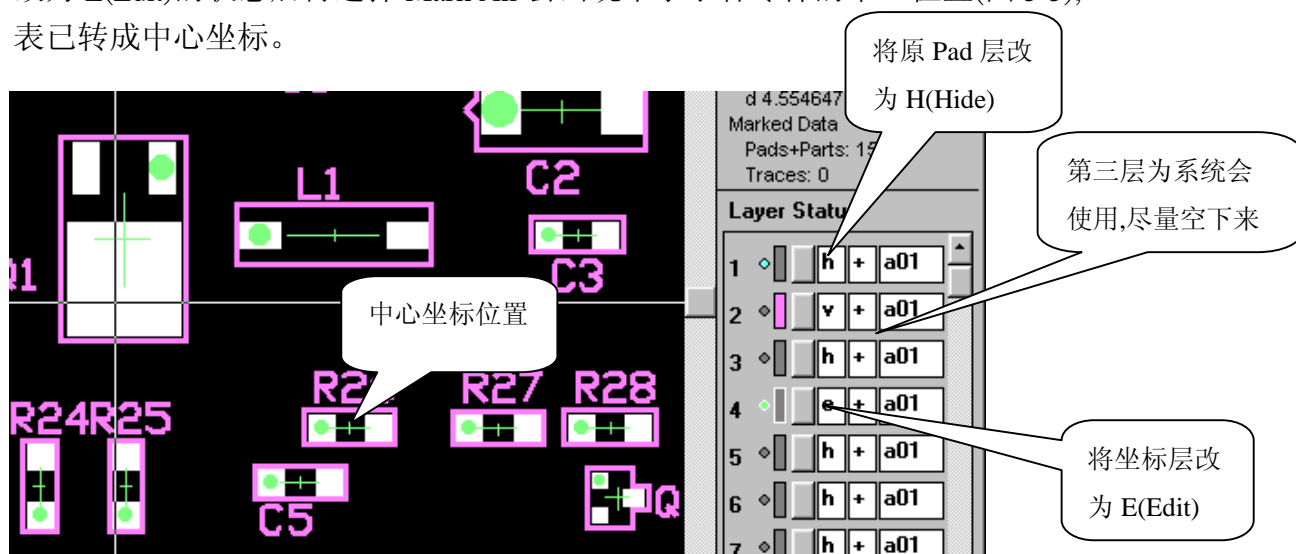 表已转成中心坐标。
将原 Pad 层改
为 H(Hide)
d 4.554647
Marked Data
Pads+Parts: 15
Traces: 0
第三层为系统会
使用,尽量空下来
Layer Statu
C2
L1
C3
中心坐标位置
R27
R28
R24
R25
C5
Q
1 h + a01
2 v + a01
3 h + a01
4 e + a01
5 h + a01
6 h + a01
7 h + a01
将坐标层改
为 E(Edit)